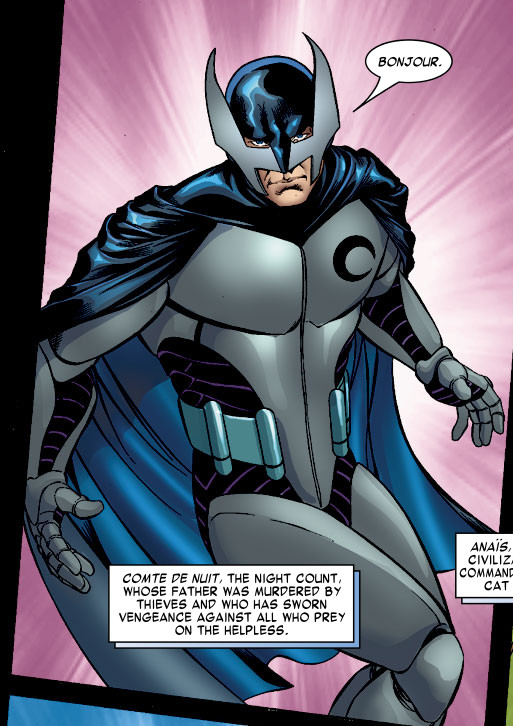 BONJOUR.
COMTE DE NUIT, THE NIGHT COUNT,
WHOSE FATHER WAS MURDERED BY
THIEVES AND WHO HAS SWORN
VENGEANCE AGAINST ALL WHO PREY
ON THE HELPLESS.
ANAÏS,
CIVILIZA
COMMAND
CAT